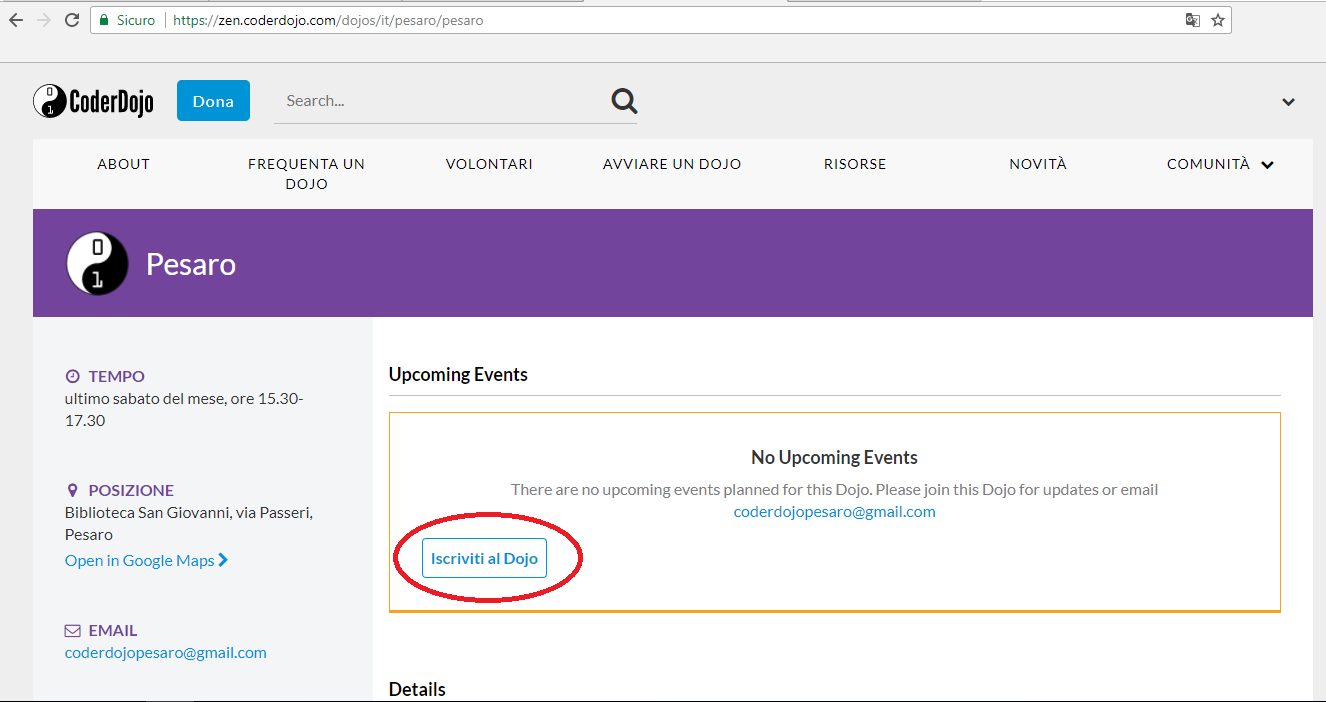 Sicuro https://zen.coderdojo.com/dojos/it/pesaro/pesaro
0
1
CoderDojo
Dona
Search...
ABOUT
FREQUENTA UN
DOJO
VOLONTARI
AVVIARE UN DOJO
RISORSE
NOVITÀ
COMUNITÀ
0
1
Pesaro
TEMPO
ultimo sabato del mese, ore 15.30-
17.30
POSIZIONE
Biblioteca San Giovanni, via Passeri,
Pesaro
Open in Google Maps
EMAIL
coderdojopesaro@gmail.com
Upcoming Events
No Upcoming Events
There are no upcoming events planned for this Dojo. Please join this Dojo for updates or email
coderdojopesaro@gmail.com
Iscriviti al Dojo
Details